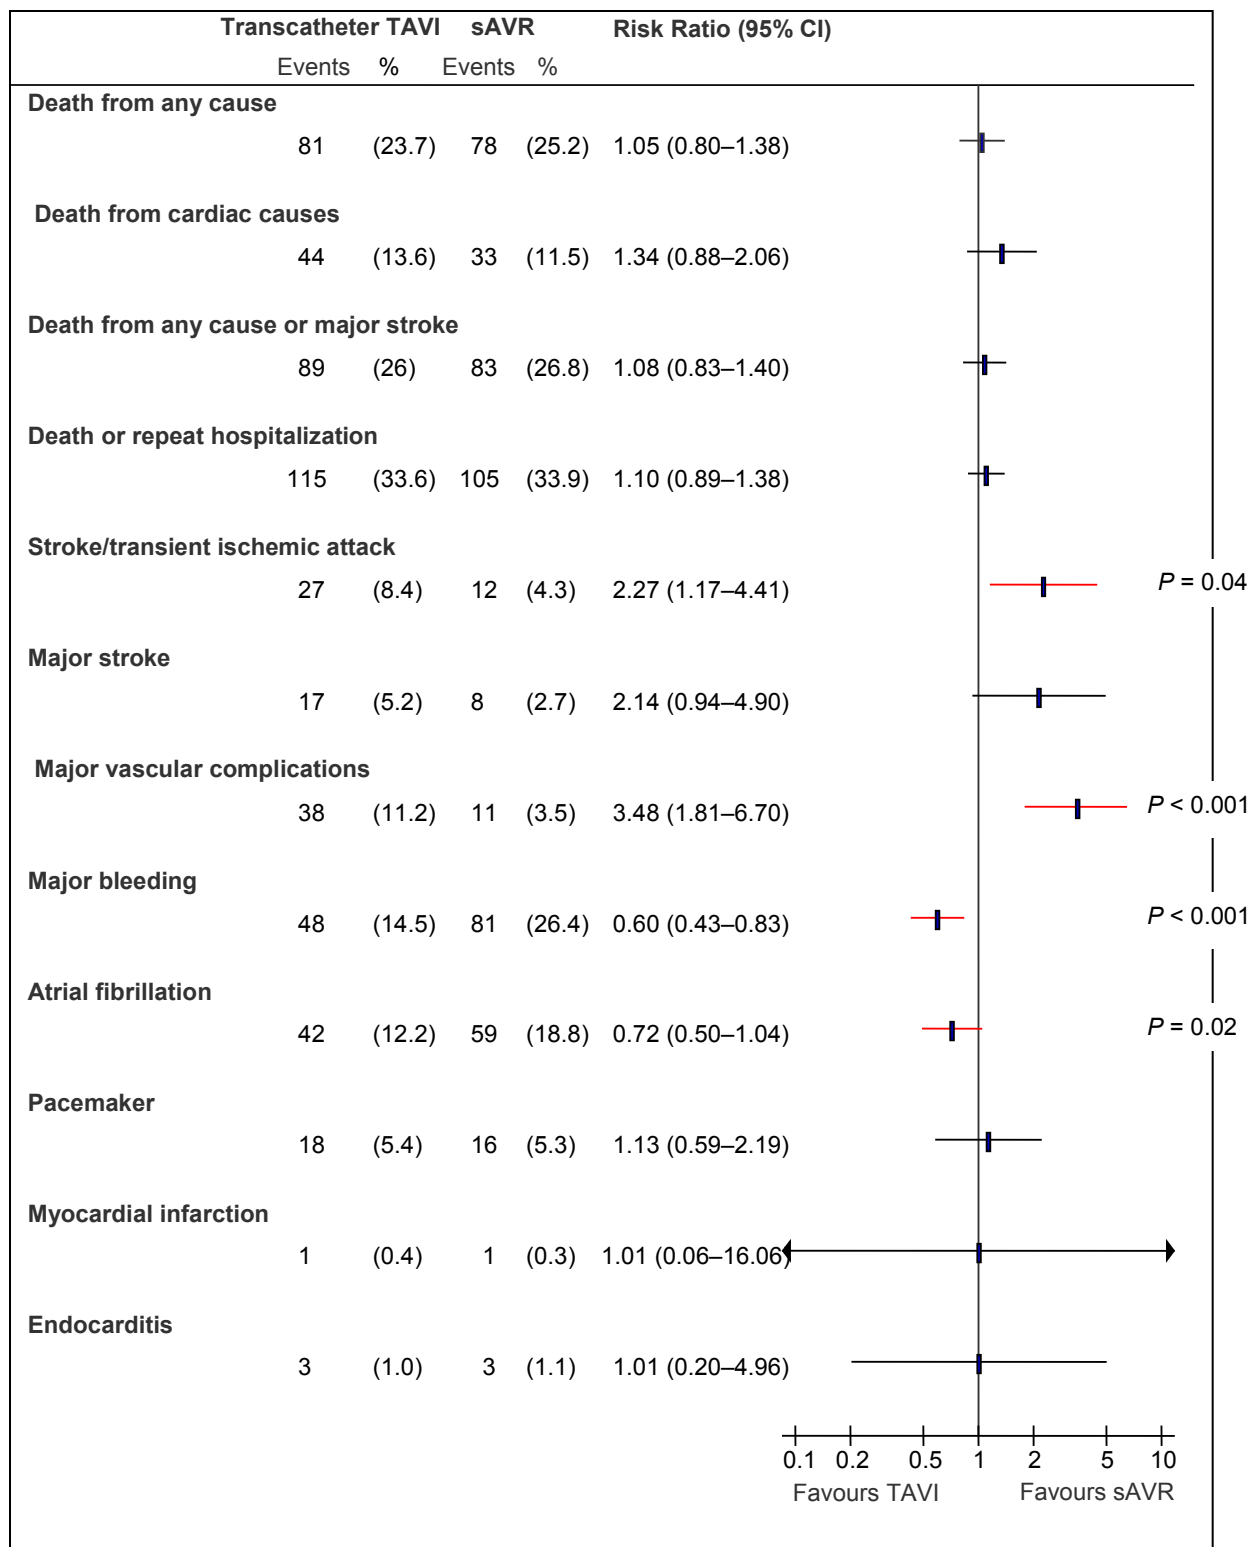 Transcatheter TAVI sAVR Risk Ratio (95% CI)
Events % Events %
Death from any cause
81 (23.7) 78 (25.2) 1.05 (0.80–1.38)
Death from cardiac causes
44 (13.6) 33 (11.5) 1.34 (0.88–2.06)
Death from any cause or major stroke
89 (26) 83 (26.8) 1.08 (0.83–1.40)
Death or repeat hospitalization
115 (33.6) 105 (33.9) 1.10 (0.89–1.38)
Stroke/transient ischemic attack
27 (8.4) 12 (4.3) 2.27 (1.17–4.41) P = 0.04
Major stroke
17 (5.2) 8 (2.7) 2.14 (0.94–4.90)
Major vascular complications
38 (11.2) 11 (3.5) 3.48 (1.81–6.70) P < 0.001
Major bleeding
48 (14.5) 81 (26.4) 0.60 (0.43–0.83) P < 0.001
Atrial fibrillation
42 (12.2) 59 (18.8) 0.72 (0.50–1.04) P = 0.02
Pacemaker
18 (5.4) 16 (5.3) 1.13 (0.59–2.19)
Myocardial infarction
1 (0.4) 1 (0.3) 1.01 (0.06–16.06)
Endocarditis
3 (1.0) 3 (1.1) 1.01 (0.20–4.96)
0.1 0.2 0.5 1 2 5 10
Favours TAVI Favours sAVR